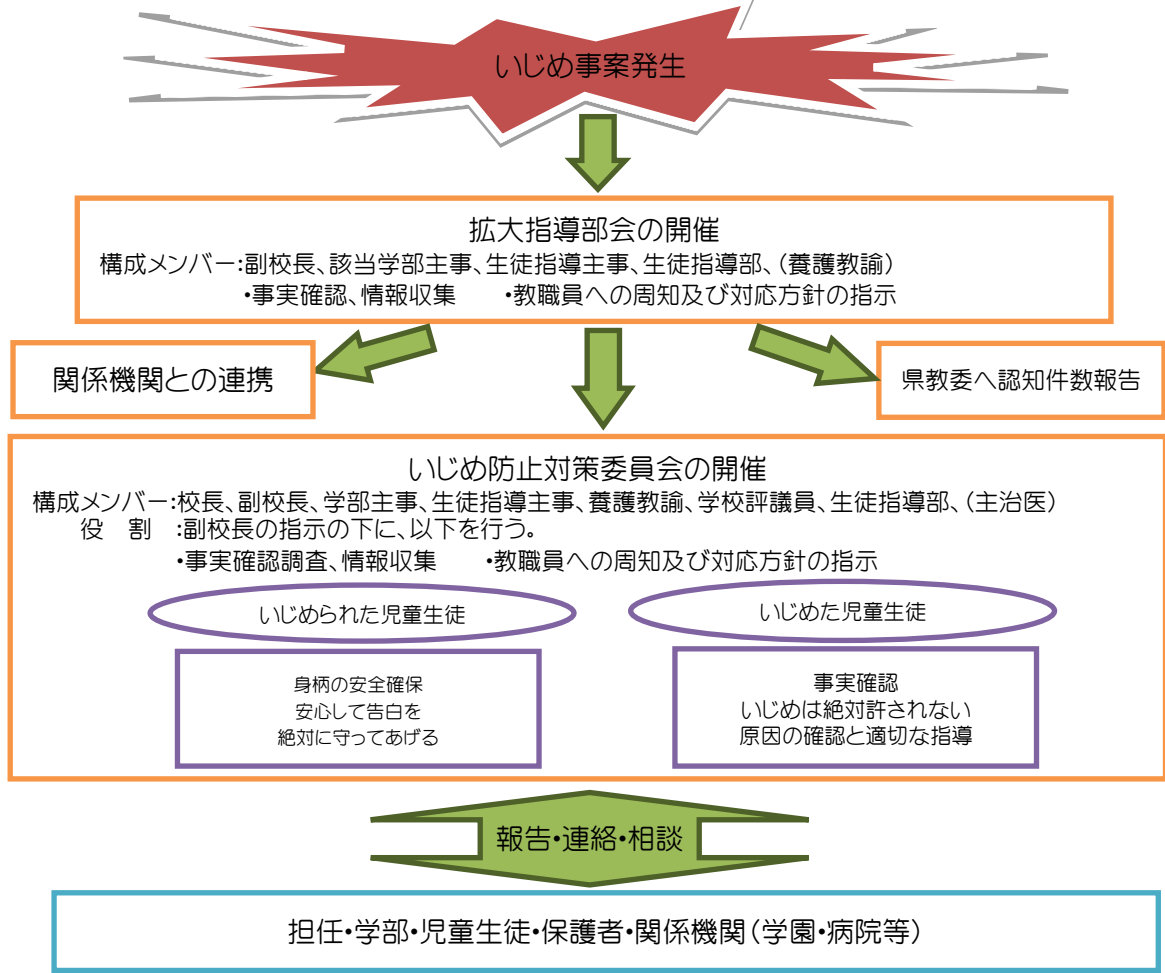 いじめ事案発生
拡大指導部会の開催
構成メンバー:副校長、該当学部主事、生徒指導主事、生徒指導部、(養護教諭)
・事実確認、情報収集　・教職員への周知及び対応方針の指示
関係機関との連携
県教委へ認知件数報告
いじめ防止対策委員会の開催
構成メンバー:校長、副校長、学部主事、生徒指導主事、養護教諭、学校評議員、生徒指導部、(主治医)
役　割　:副校長の指示の下に、以下を行う。
・事実確認調査、情報収集　・教職員への周知及び対応方針の指示
いじめられた児童生徒
身柄の安全確保
安心して告白を
絶対に守ってあげる
いじめた児童生徒
事実確認
いじめは絶対許されない
原因の確認と適切な指導
報告・連絡・相談
担任・学部・児童生徒・保護者・関係機関(学園・病院等)